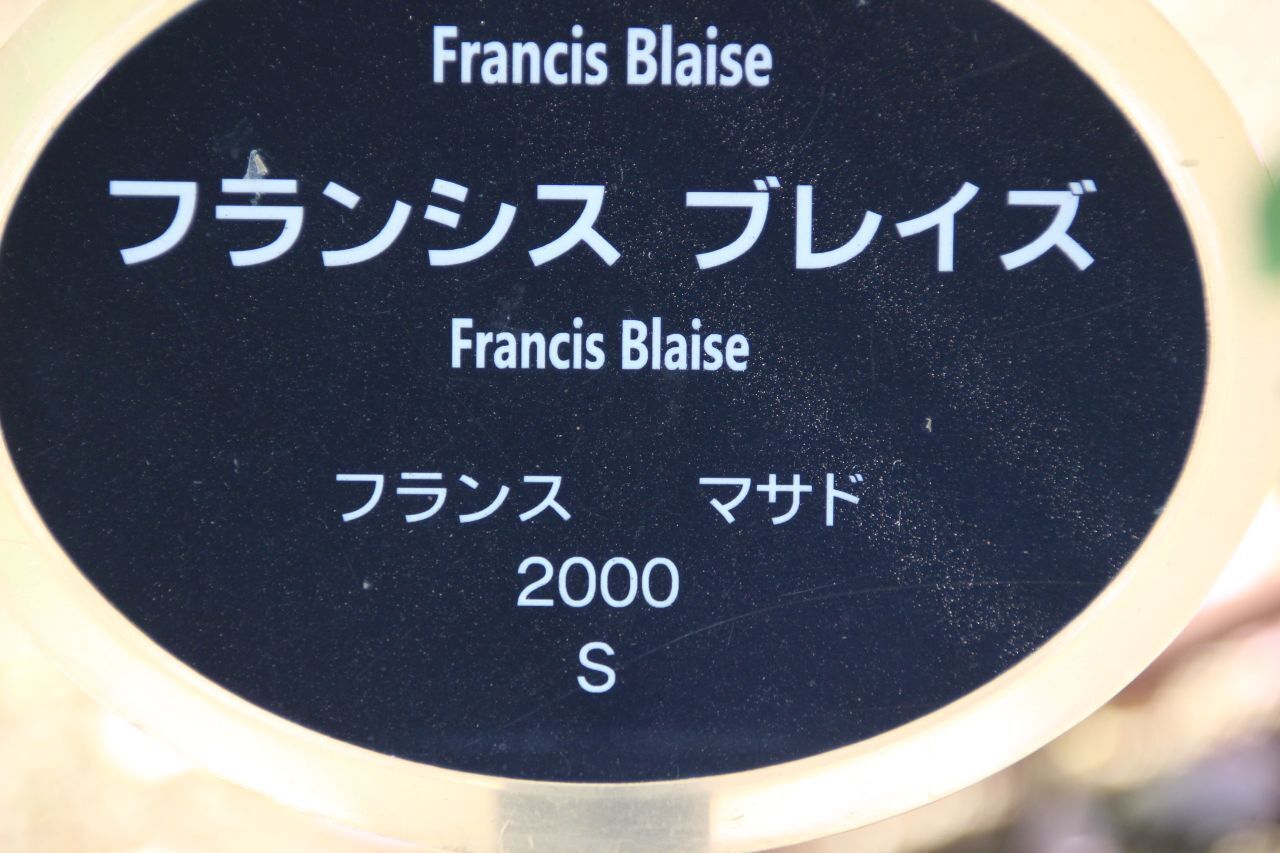 Francis Blaise
フランシス ブレイズ
Francis Blaise
フランス マサド
2000
S